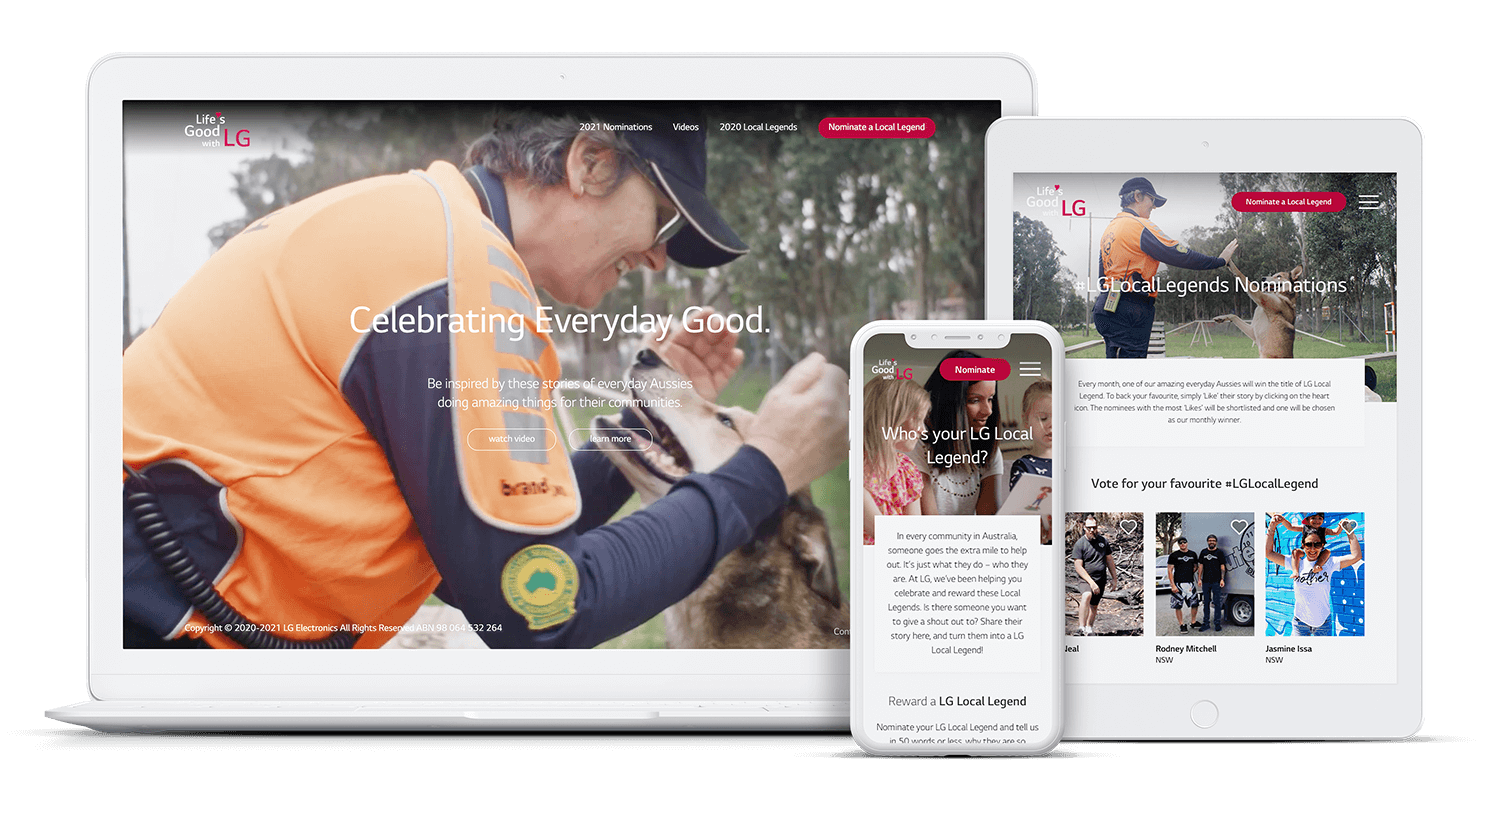 Life's
Good
with LG
2021 Nominations
Videos
2020 Local Legends
Nominate a Local Legend
Celebrating Everyday Good.
Be inspired by these stories of everyday Aussies
doing amazing things for their communities.
watch video
learn more
brand
Copyright © 2020-2021 LG Electronics All Rights Reserved ABN 98 064 532 264
Life's
Good
with LG
Nominate
Who's your LG Local
Legend?
In every community in Australia,
someone goes the extra mile to help
out. It's just what they do – who they
are. At LG, we've been helping you
celebrate and reward these Local
Legends. Is there someone you want
to give a shout out to? Share their
story here, and turn them into a LG
Local Legend!
Reward a LG Local Legend
Nominate your LG Local Legend and tell us
in 50 words or less, why they are so
Life's
Good
with LG
Nominate a Local Legend
#LGLocalLegends Nominations
Every month, one of our amazing everyday Aussies will win the title of LG Local
Legend. To back your favourite, simply 'Like' their story by clicking on the heart
icon. The nominees with the most 'Likes' will be shortlisted and one will be chosen
as our monthly winner.
Vote for your favourite #LGLocalLegend
mother
Rodney Mitchell
NSW
Jasmine Issa
NSW